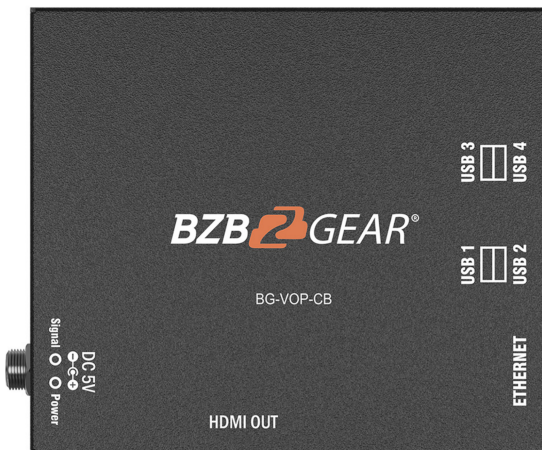 USB 3
USB 4
BZB GEAR®
USB 1
USB 2
BG-VOP-CB
Signal
DC 5V
Power
ETHERNET
HDMI OUT